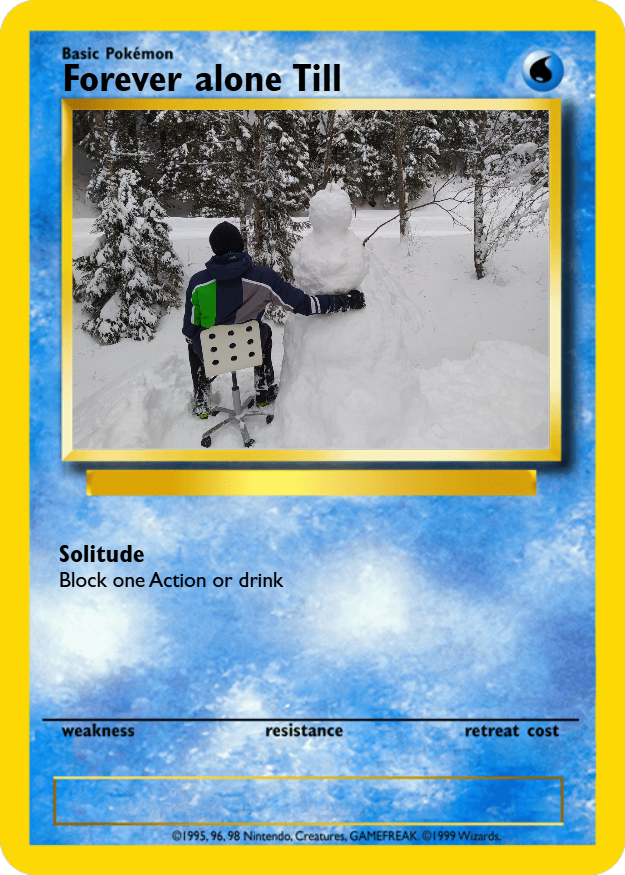 Basic Pokémon
Forever alone Till
Solitude
Block one Action or drink
weakness resistance retreat cost
©1995, 96, 98 Nintendo, Creatures, GAMEFREAK. ©1999 Wizards.